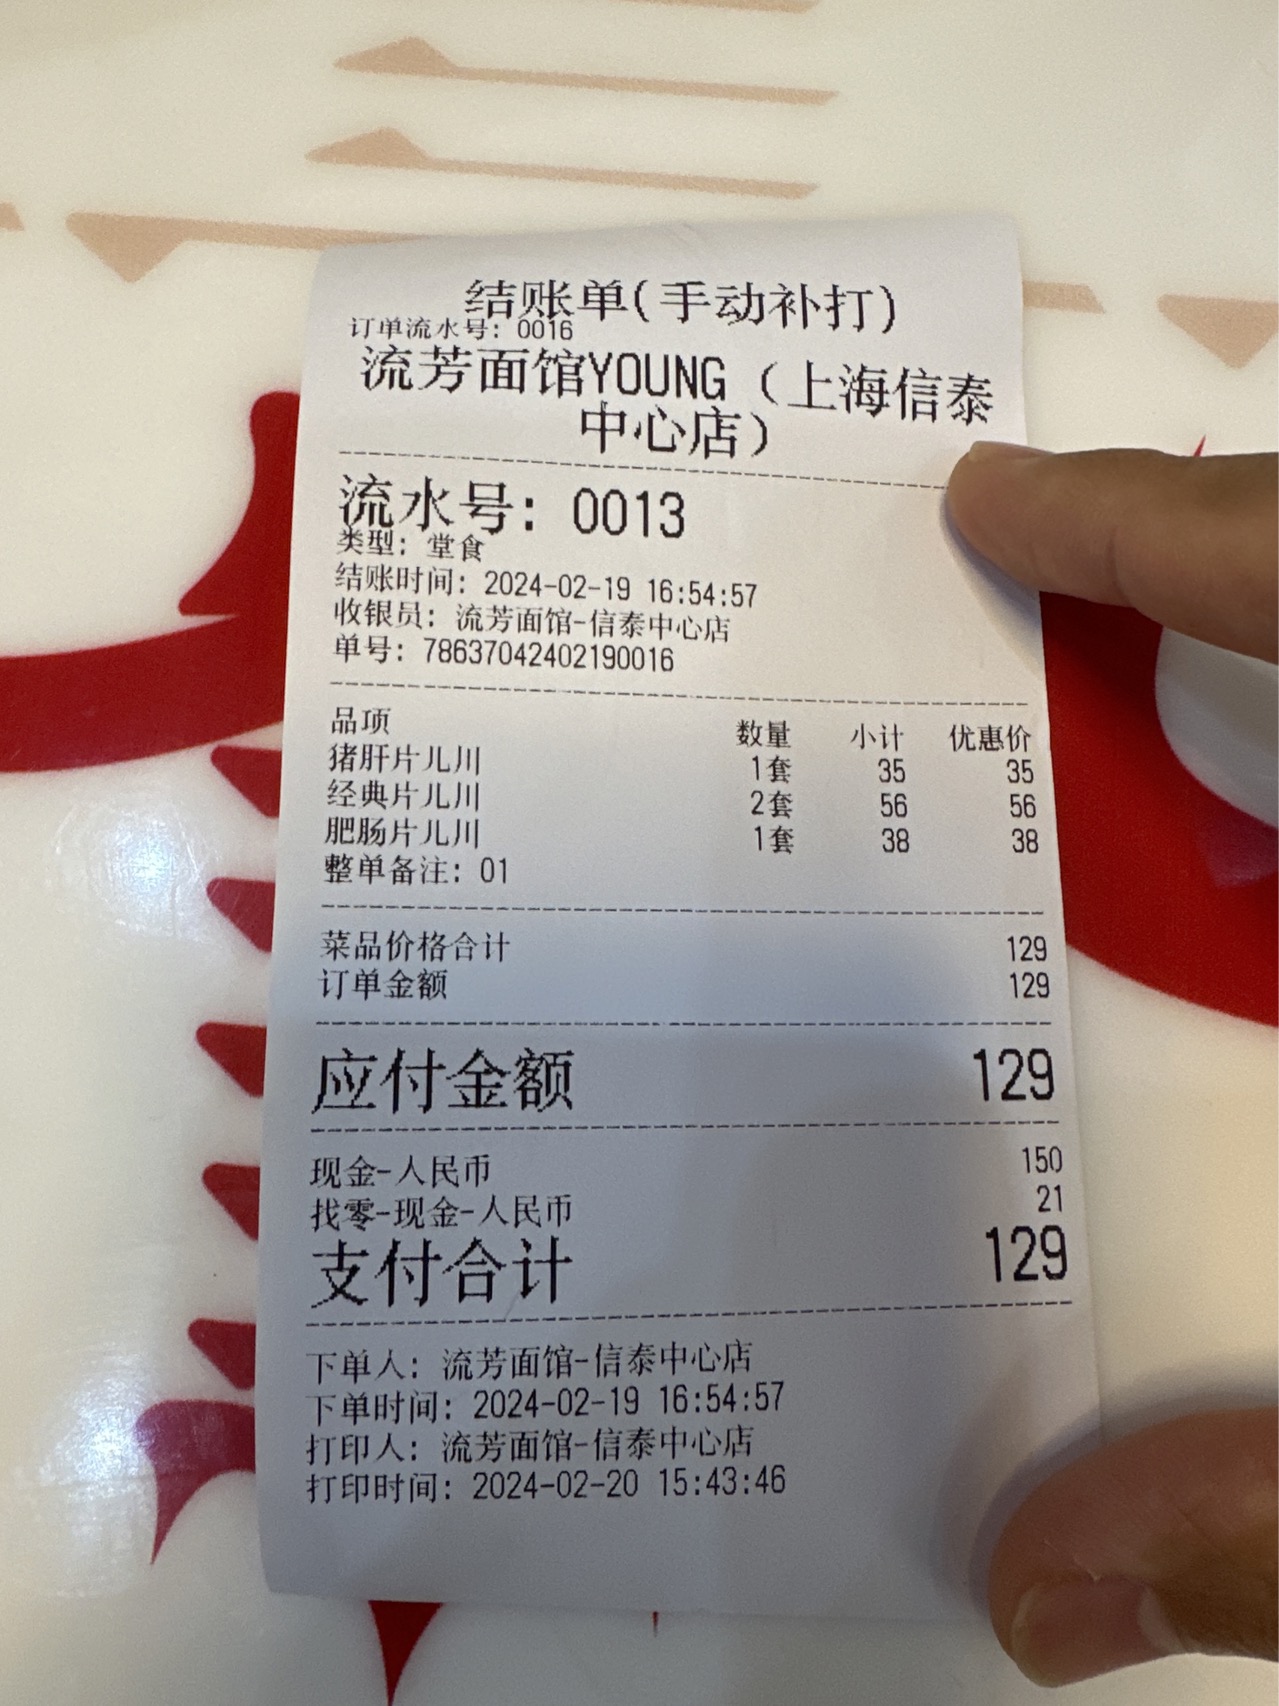 结账单(手动补打)
订单流水号: 0016
流芳面馆YOUNG（上海信泰
中心店）
流水号: 0013
类型: 堂食
结账时间: 2024-02-19 16:54:57
收银员: 流芳面馆-信泰中心店
单号: 78637042402190016
品项 数量 小计 优惠价
猪肝片儿川 1套 35 35
经典片儿川 2套 56 56
肥肠片儿川 1套 38 38
整单备注: 01
菜品价格合计 129
订单金额 129
应付金额 129
现金-人民币 150
找零-现金-人民币 21
支付合计 129
下单人: 流芳面馆-信泰中心店
下单时间: 2024-02-19 16:54:57
打印人: 流芳面馆-信泰中心店
打印时间: 2024-02-20 15:43:46